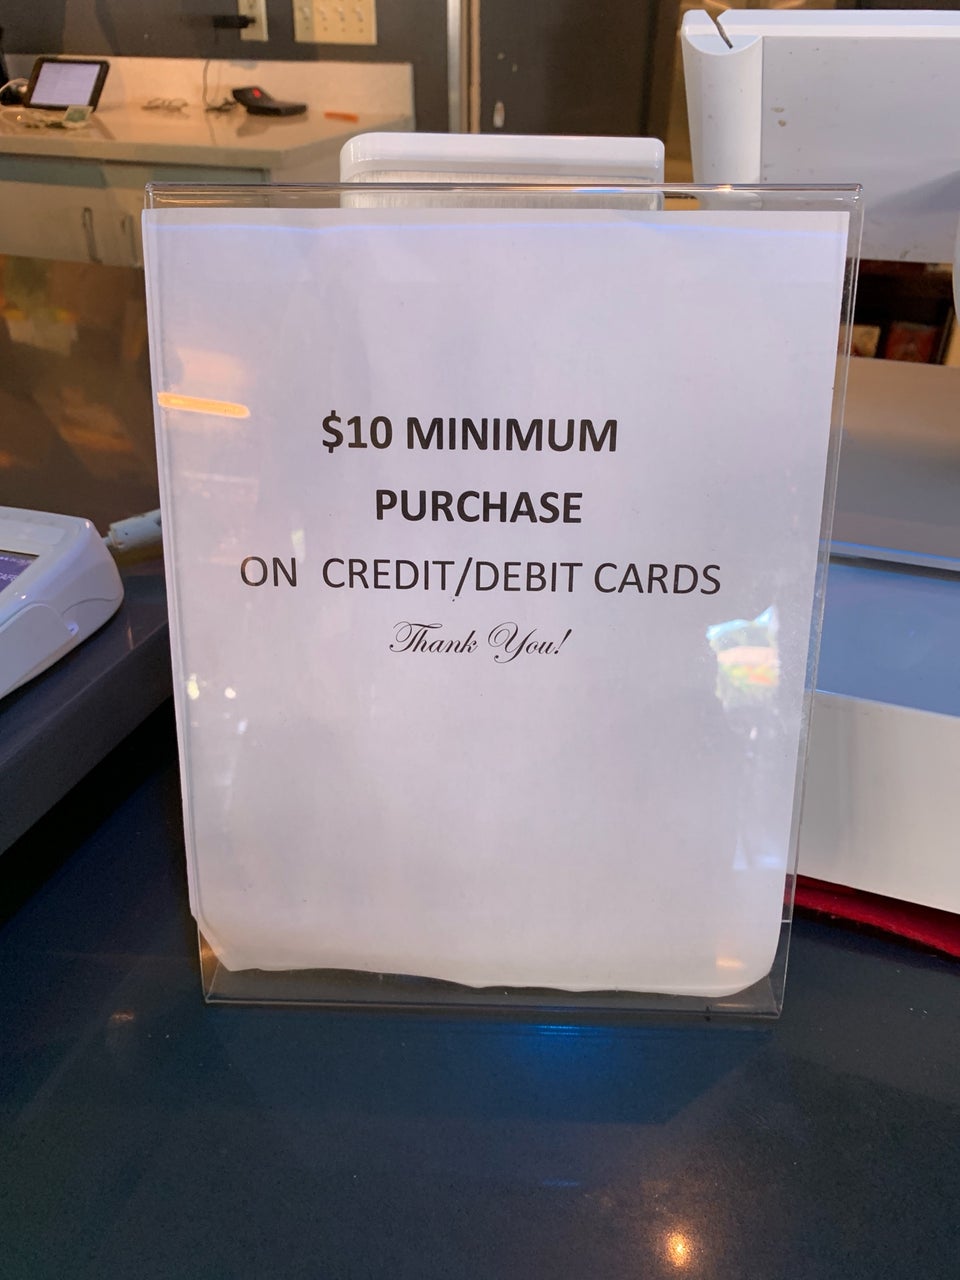 $10 MINIMUM
PURCHASE
ON CREDIT/DEBIT CARDS
Thank You!